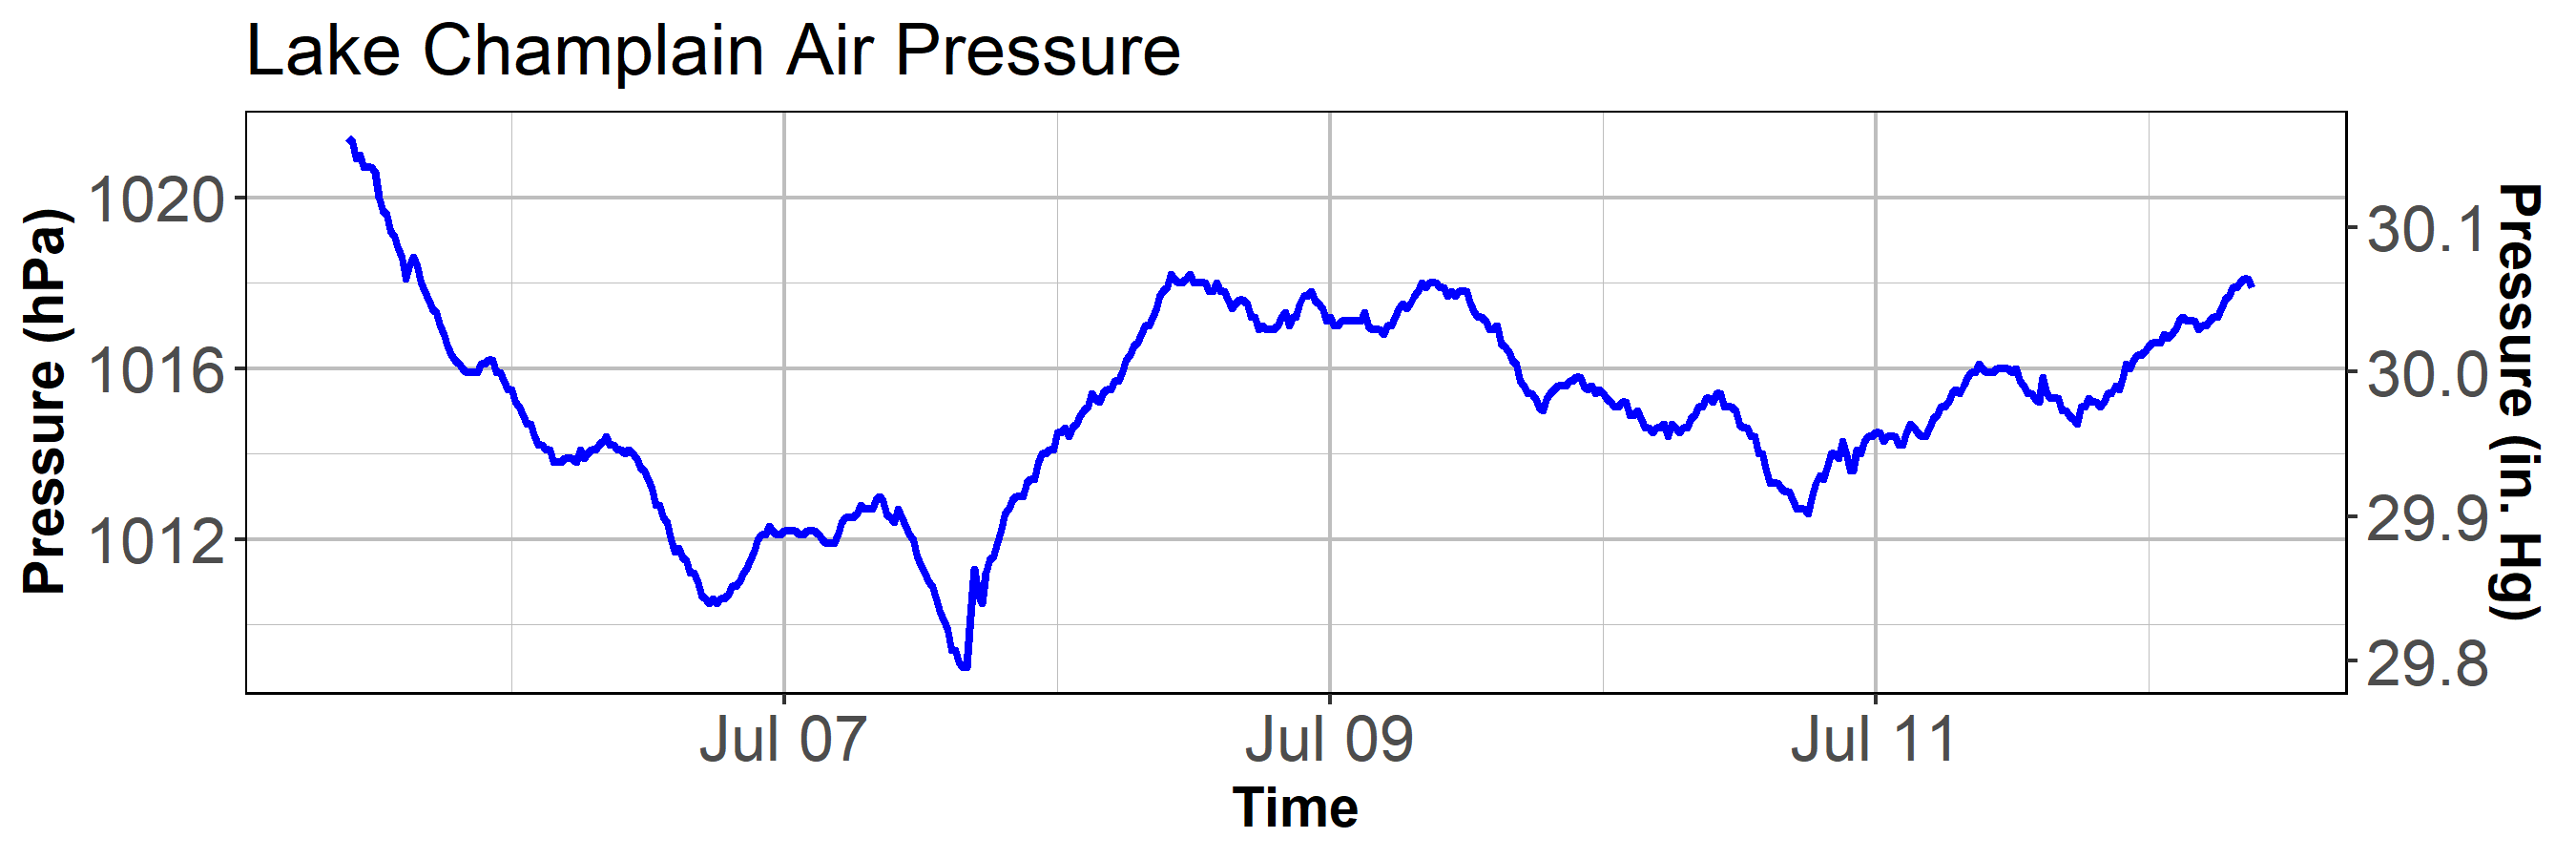 Lake Champlain Air Pressure
Pressure (hPa)
1020
1016
1012
30.1
30.0
29.9
29.8
Pressure (in. Hg)
Jul 07 Jul 09 Jul 11
Time